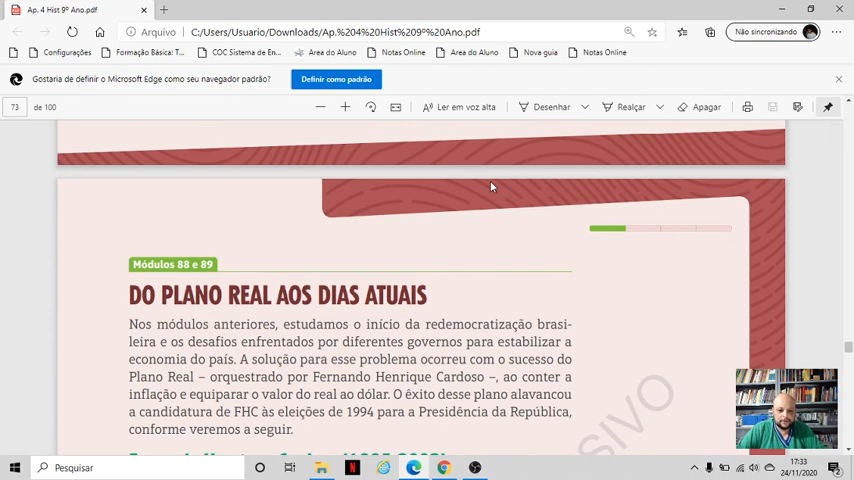 Ap. 4 Hist 9º Ano.pdf
Arquivo
C:/Users/Usuario/Downloads/Ap.%204%20Hist%209º%20Ano.pdf
Não sincronizando
Configurações
Formação Básica: T...
COC Sistema de En...
Area do Aluno
Notas Online
Area do Aluno
Nova guia
Notas Online
Gostaria de definir o Microsoft Edge como seu navegador padrão?
Definir como padrão
73 de 100
Ler em voz alta
Desenhar
Realçar
Apagar
Módulos 88 e 89
DO PLANO REAL AOS DIAS ATUAIS
Nos módulos anteriores, estudamos o início da redemocratização brasi-
leira e os desafios enfrentados por diferentes governos para estabilizar a
economia do país. A solução para esse problema ocorreu com o sucesso do
Plano Real – orquestrado por Fernando Henrique Cardoso –, ao conter a
inflação e equiparar o valor do real ao dólar. O êxito desse plano alavancou
a candidatura de FHC às eleições de 1994 para a Presidência da República,
conforme veremos a seguir.
SIVO
Pesquisar
17:33
24/11/2020
2